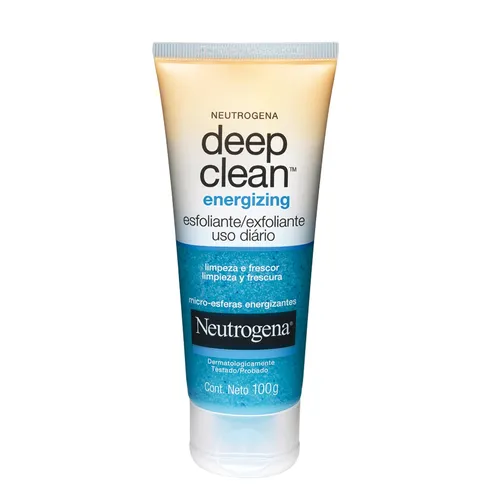 NEUTROGENA
deep
clean™
energizing
esfoliante/exfoliante
uso diário
limpeza e frescor
limpieza y frescura
micro-esferas energizantes
Neutrogena®
Dermatologicamente
Testado/Probado
Cont. Neto 100g